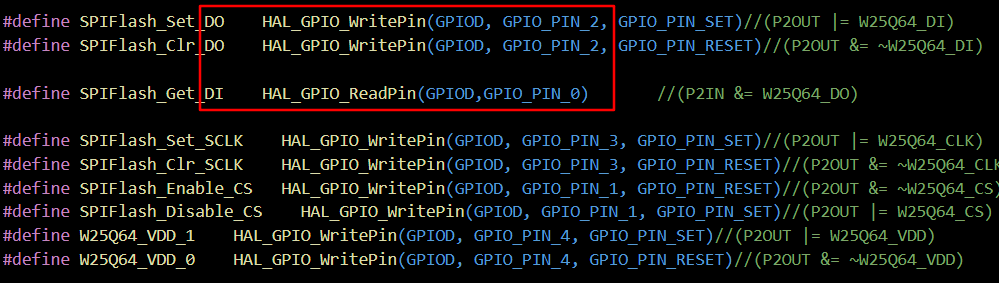 #define SPIFlash_Set_DO HAL_GPIO_WritePin(GPIOD, GPIO_PIN_2, GPIO_PIN_SET)//(P2OUT |= W25Q64_DI)
#define SPIFlash_Clr_DO HAL_GPIO_WritePin(GPIOD, GPIO_PIN_2, GPIO_PIN_RESET)//(P2OUT &= ~W25Q64_DI)
#define SPIFlash_Get_DI HAL_GPIO_ReadPin(GPIOD,GPIO_PIN_0) //(P2IN &= W25Q64_DO)
#define SPIFlash_Set_SCLK HAL_GPIO_WritePin(GPIOD, GPIO_PIN_3, GPIO_PIN_SET)//(P2OUT |= W25Q64_CLK)
#define SPIFlash_Clr_SCLK HAL_GPIO_WritePin(GPIOD, GPIO_PIN_3, GPIO_PIN_RESET)//(P2OUT &= ~W25Q64_CLK
#define SPIFlash_Enable_CS HAL_GPIO_WritePin(GPIOD, GPIO_PIN_1, GPIO_PIN_RESET)//(P2OUT &= ~W25Q64_CS)
#define SPIFlash_Disable_CS HAL_GPIO_WritePin(GPIOD, GPIO_PIN_1, GPIO_PIN_SET)//(P2OUT |= W25Q64_CS)
#define W25Q64_VDD_1 HAL_GPIO_WritePin(GPIOD, GPIO_PIN_4, GPIO_PIN_SET)//(P2OUT |= W25Q64_VDD)
#define W25Q64_VDD_0 HAL_GPIO_WritePin(GPIOD, GPIO_PIN_4, GPIO_PIN_RESET)//(P2OUT &= ~W25Q64_VDD)